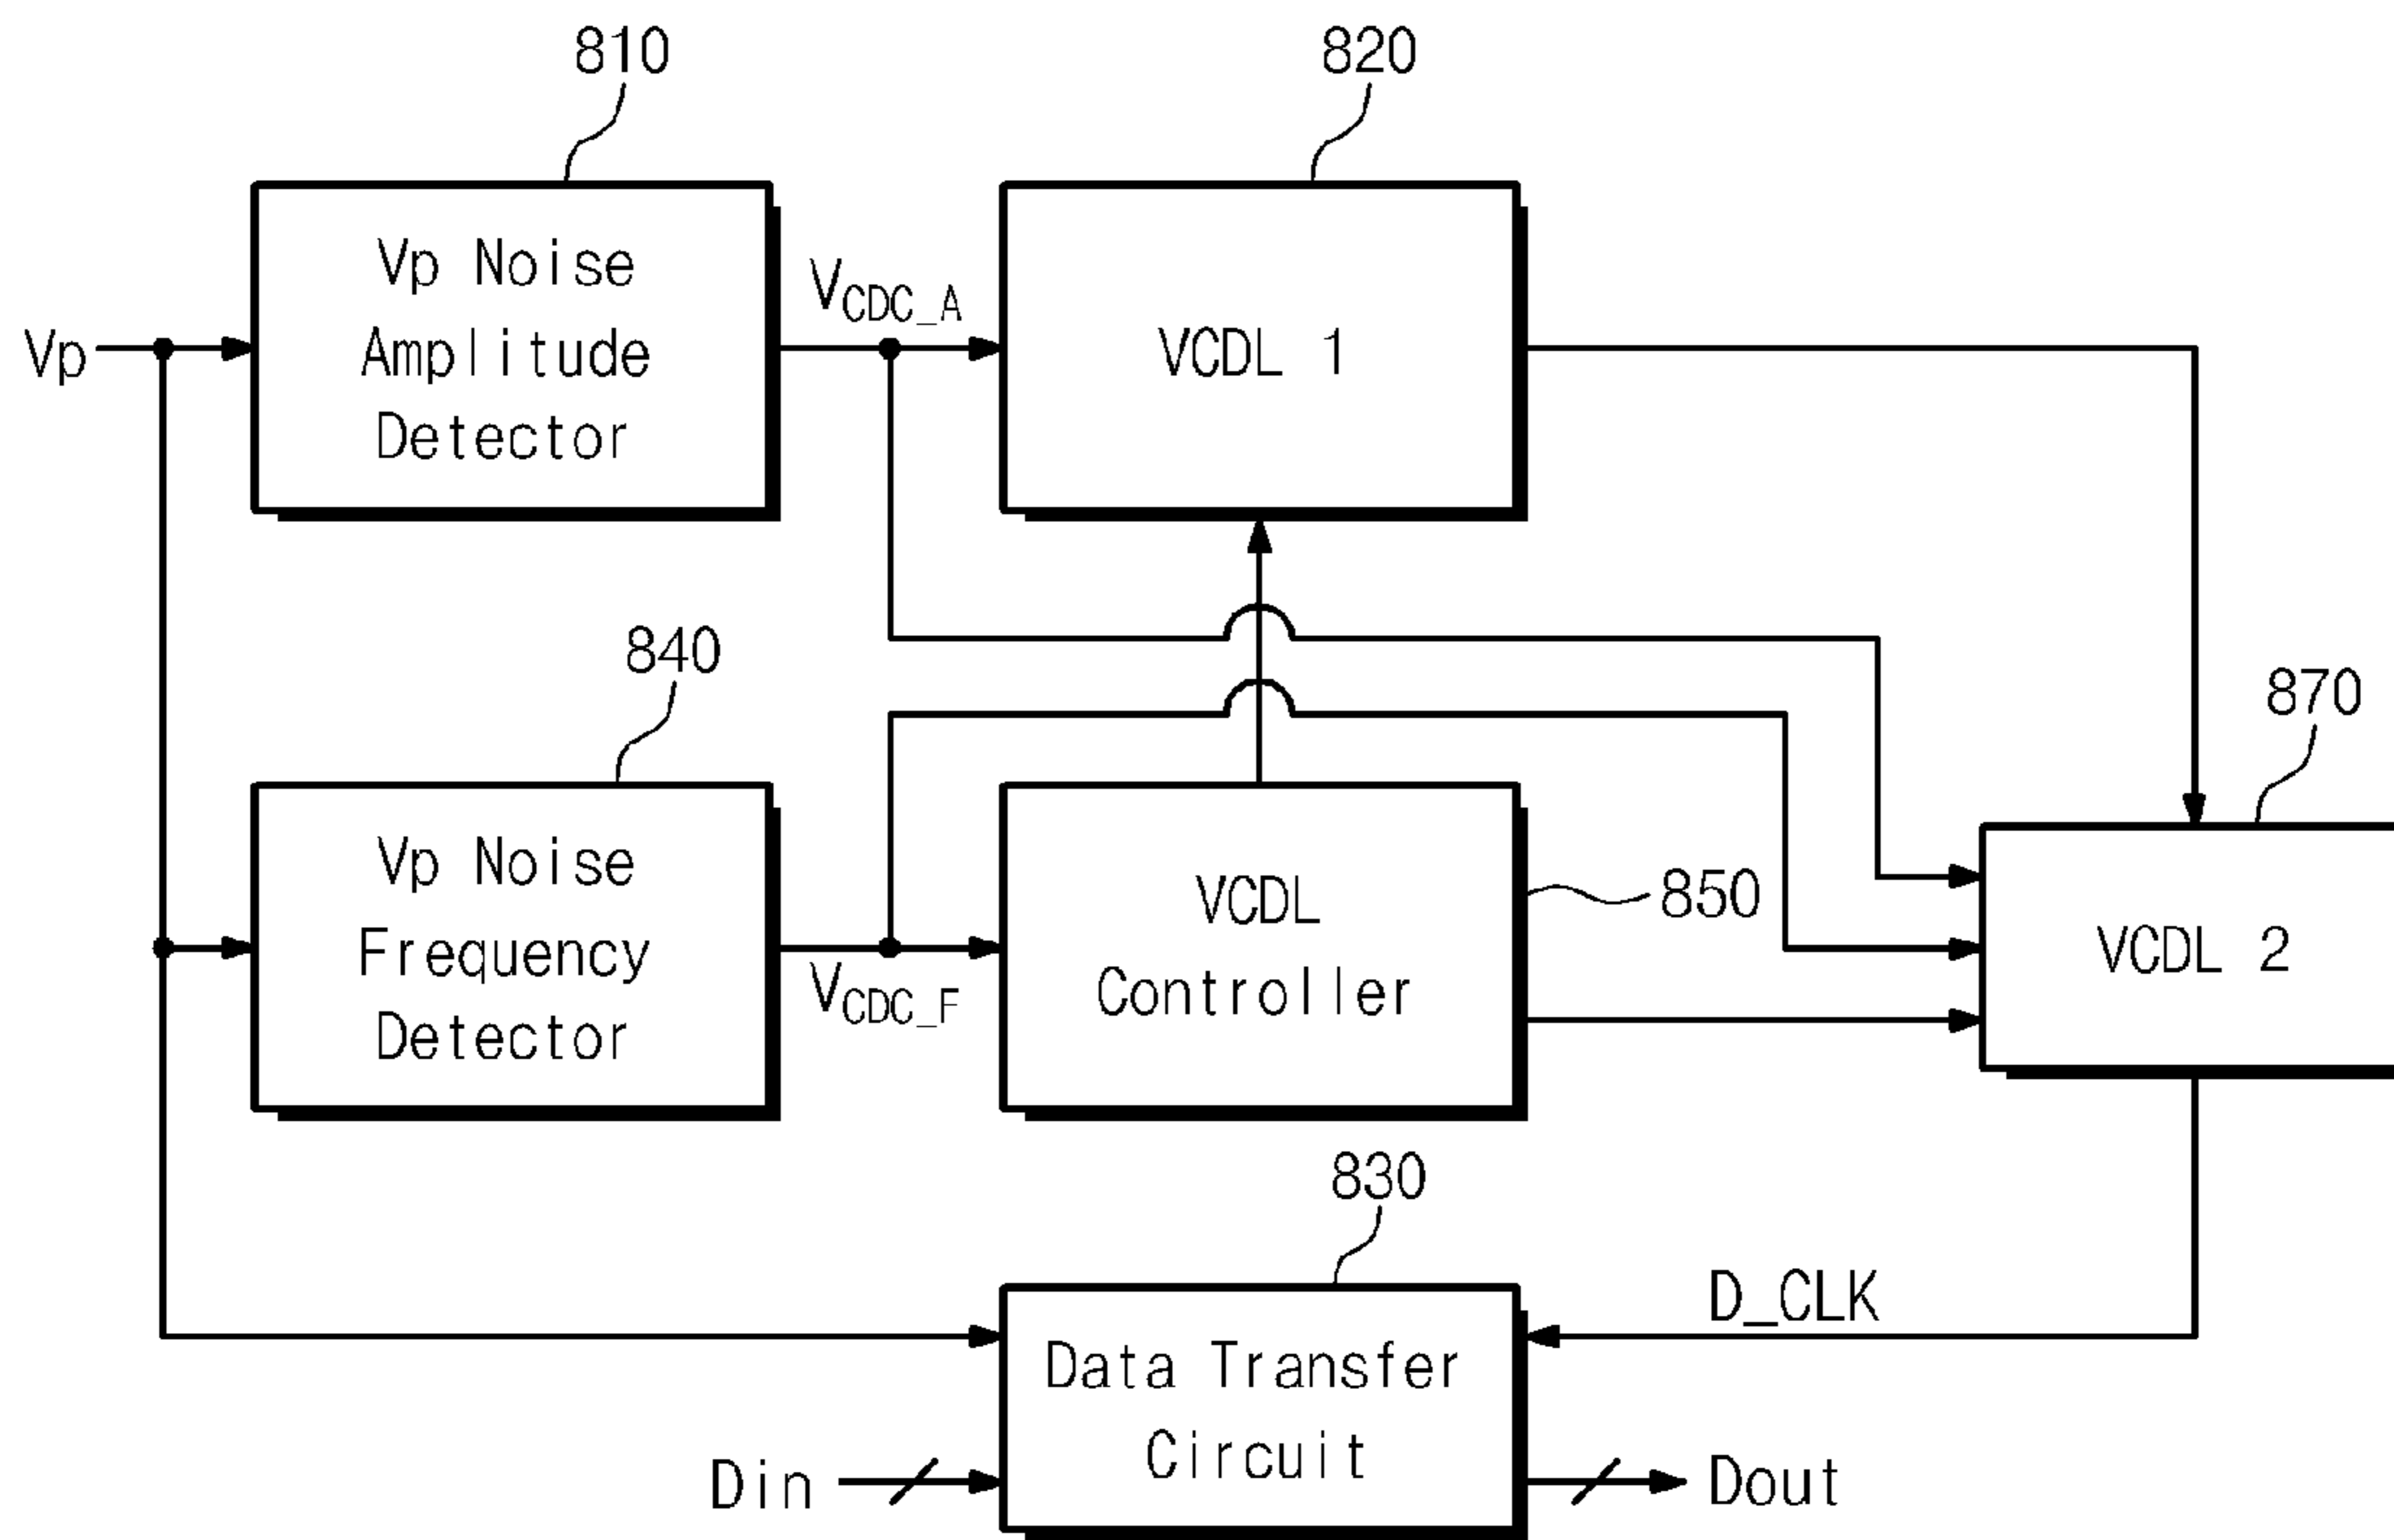 810
820
Vp Noise
Amplitude
Detector
Vp
VCDC_A
VCDL 1
840
870
Vp Noise
Frequency
Detector
VCDC_F
VCDL
Controller
850
VCDL 2
830
D_CLK
Data Transfer
Circuit
Din
Dout